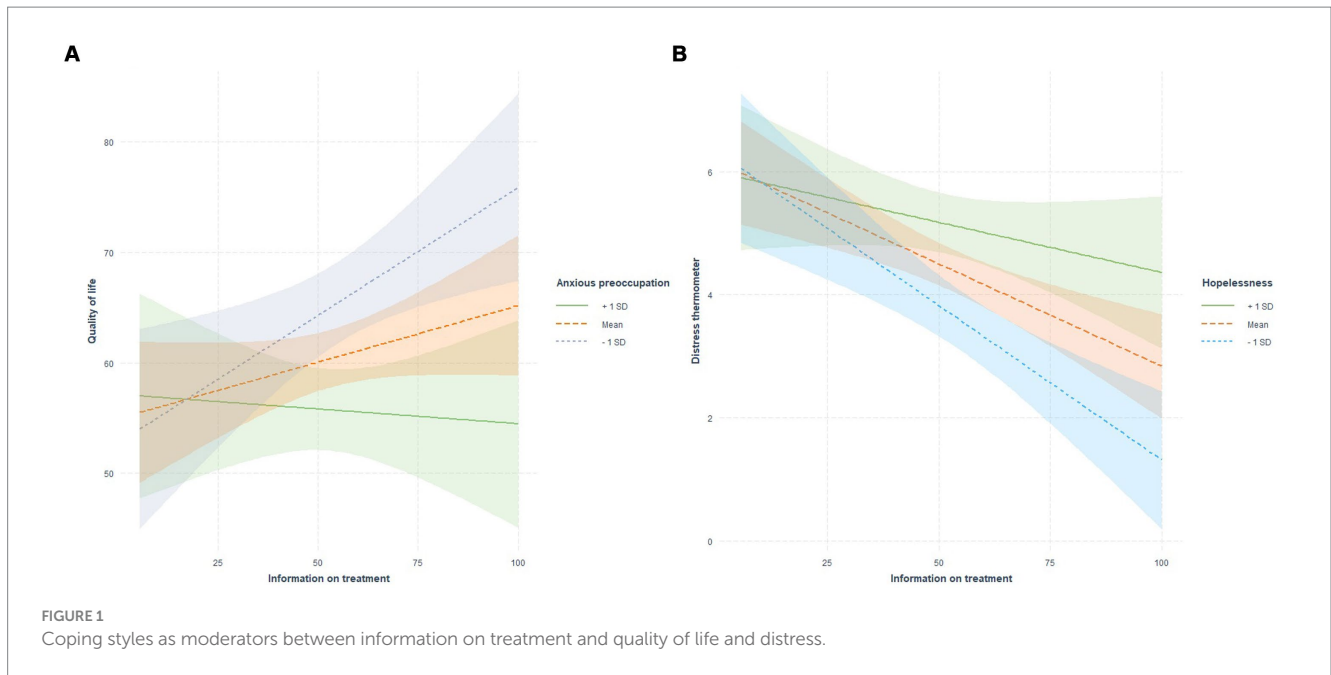 A
Quality of life
80
70
60
50
25 50 75 100
Information on treatment
Anxious preoccupation
+ 1 SD
Mean
- 1 SD
B
Distress thermometer
6
4
2
0
25 50 75 100
Information on treatment
Hopelessness
+ 1 SD
Mean
- 1 SD
FIGURE 1
Coping styles as moderators between information on treatment and quality of life and distress.